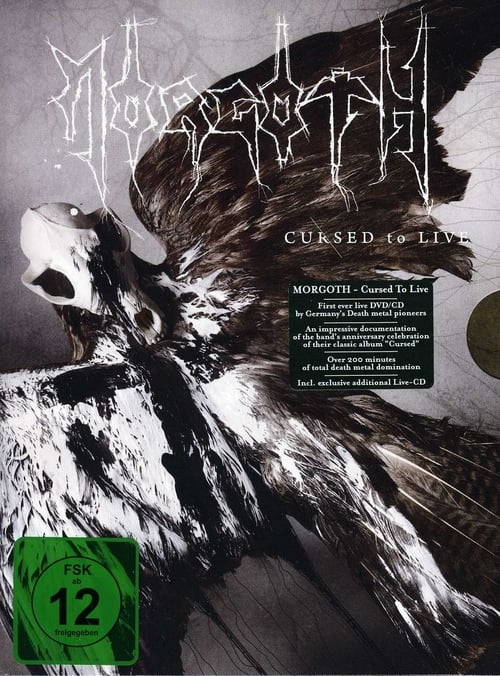 MORGOTH
CURSED to LIVE
MORGOTH - Cursed To Live
First ever live DVD/CD
by Germany's Death metal pioneers
An impressive documentation
of the band's anniversary celebration
of their classic album "Cursed"
Over 200 minutes
of total death metal domination
Incl. exclusive additional Live-CD
FSK
ab
12
freigegeben